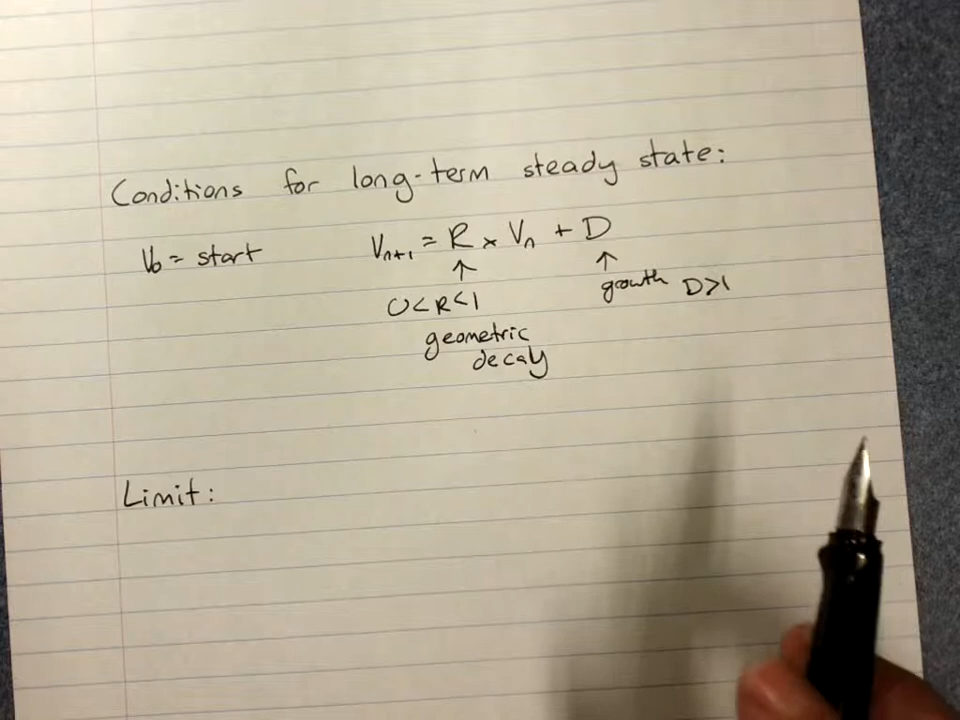 Conditions for long-term steady state:
V₀ = start Vₙ₊₁ = R × Vₙ + D
↑ ↑
0 < R < 1 growth D>1
geometric
decay
Limit: